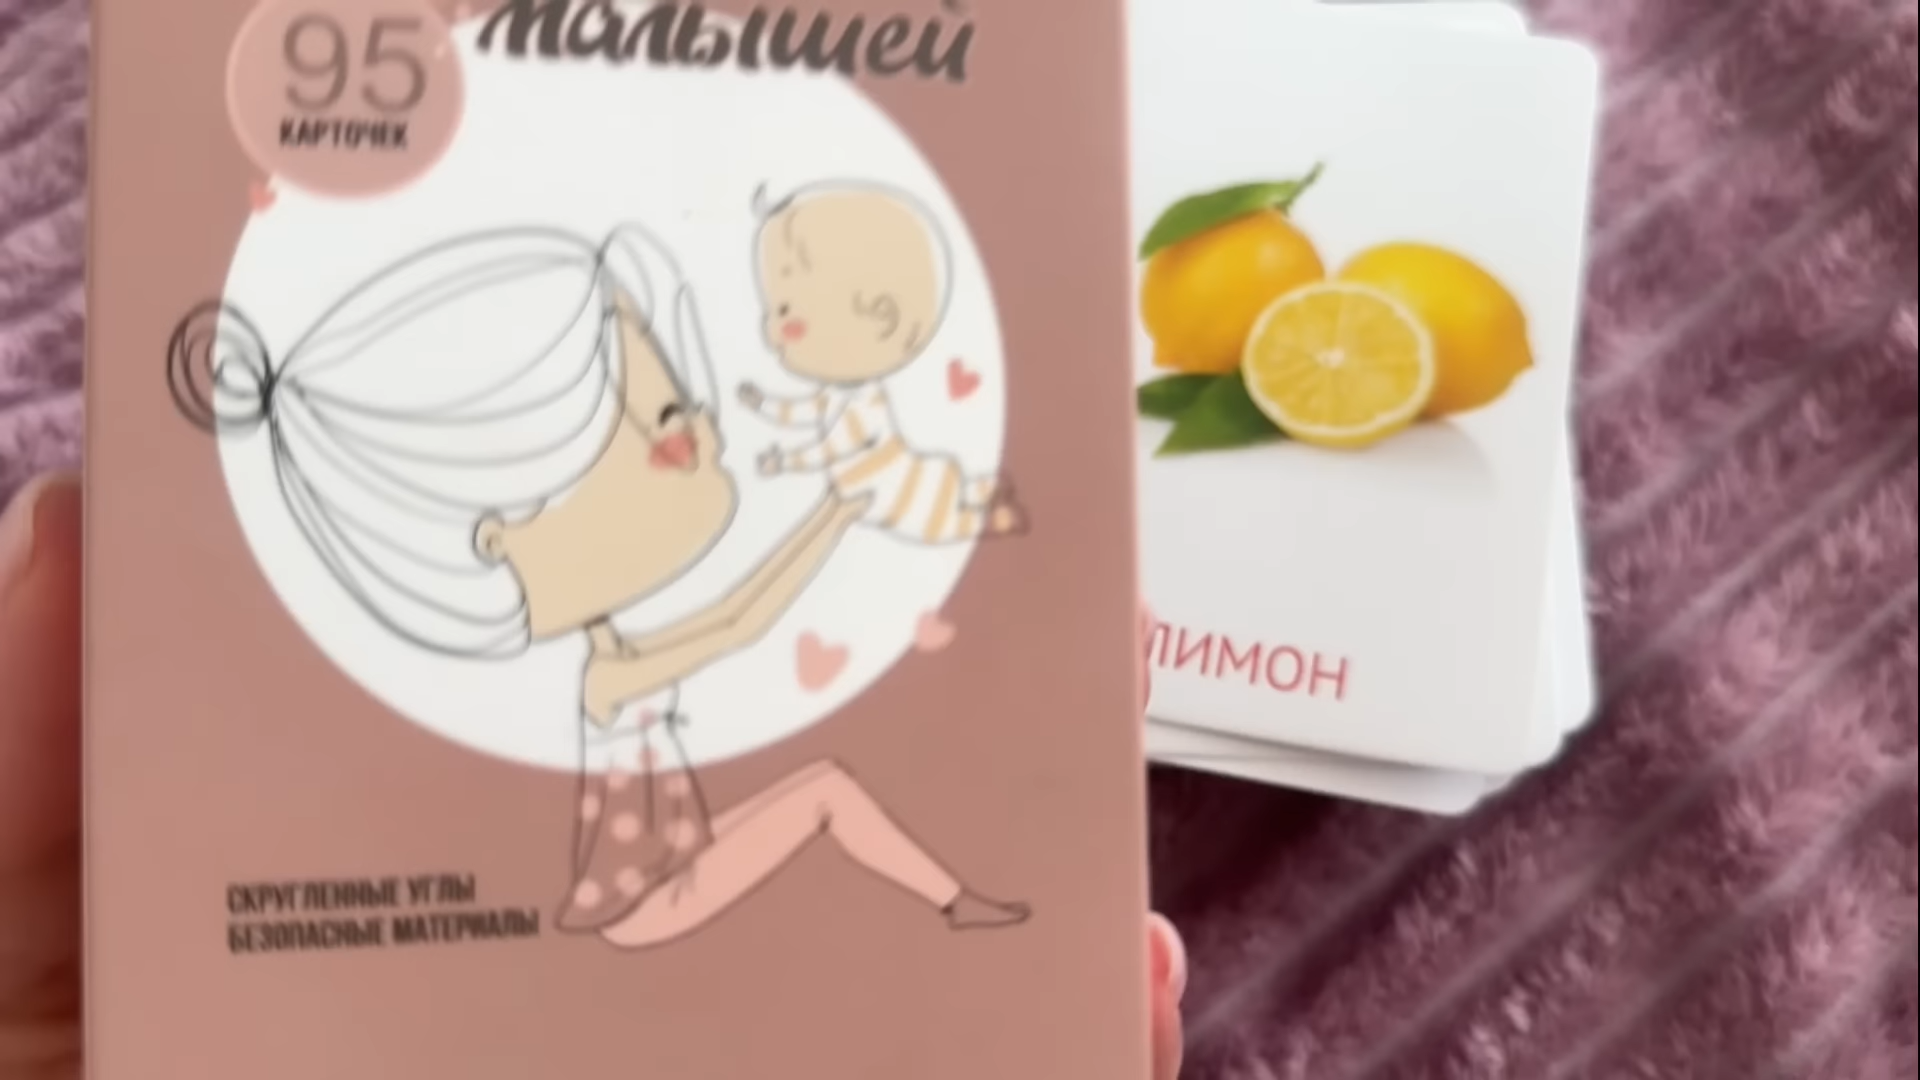 малышей
95
КАРТОЧЕК
ЛИМОН
СКРУГЛЕННЫЕ УГЛЫ
БЕЗОПАСНЫЕ МАТЕРИАЛЫ